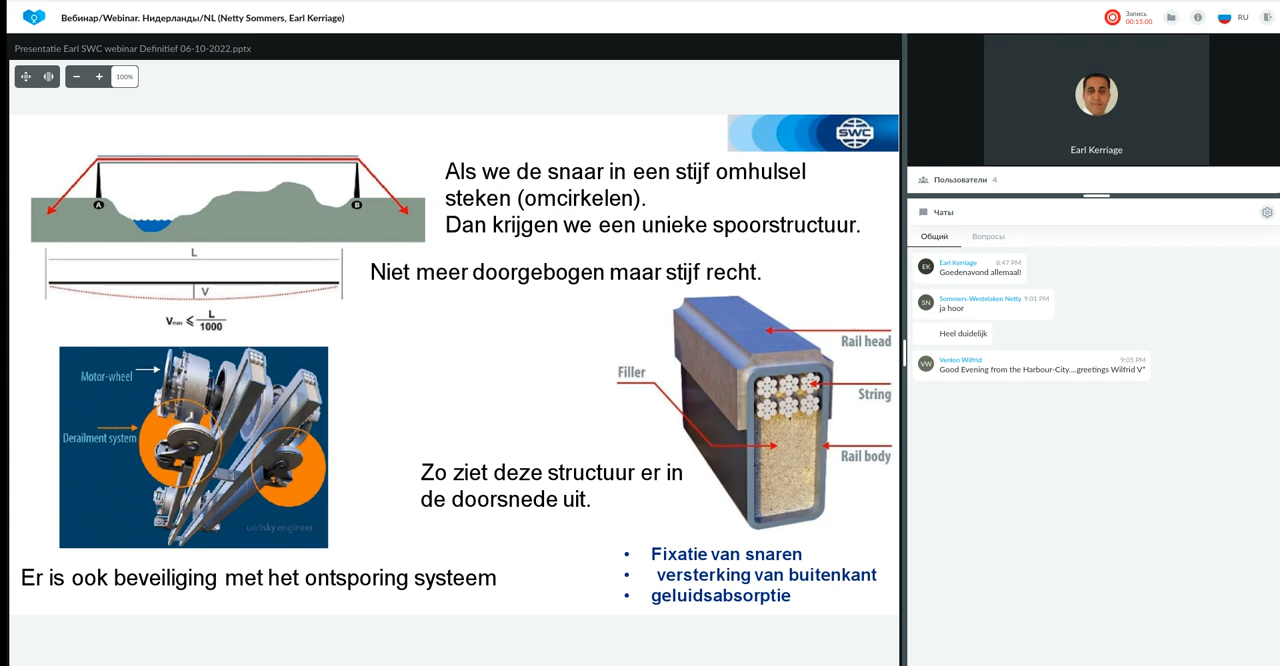 Вебинар/Webinar. Нидерланды/NL (Netty Sommers, Earl Kerriage)
Запись
00:15:00
RU
Presentatie Earl SWC webinar Definitief 06-10-2022.pptx
100%
SWC
Als we de snaar in een stijf omhulsel
steken (omcirkelen).
Dan krijgen we een unieke spoorstructuur.
A
B
L
V
Niet meer doorgebogen maar stijf recht.
Vmax ⩽ L/1000
Motor-wheel
Derailment system
unitsky engineer
Rail head
Filler
String
Rail body
Zo ziet deze structuur er in
de doorsnede uit.
• Fixatie van snaren
• versterking van buitenkant
• geluidsabsorptie
Er is ook beveiliging met het ontsporing systeem
Earl Kerriage
Пользователи 4
Чаты
Общий Вопросы
EK
Earl Kerriage 8:47 PM
Goedenavond allemaal!
SN
Sommers-Westelaken Netty 9:01 PM
ja hoor
Heel duidelijk
VW
Venloo Wilfrid 9:05 PM
Good Evening from the Harbour-City....greetings Wilfrid V"